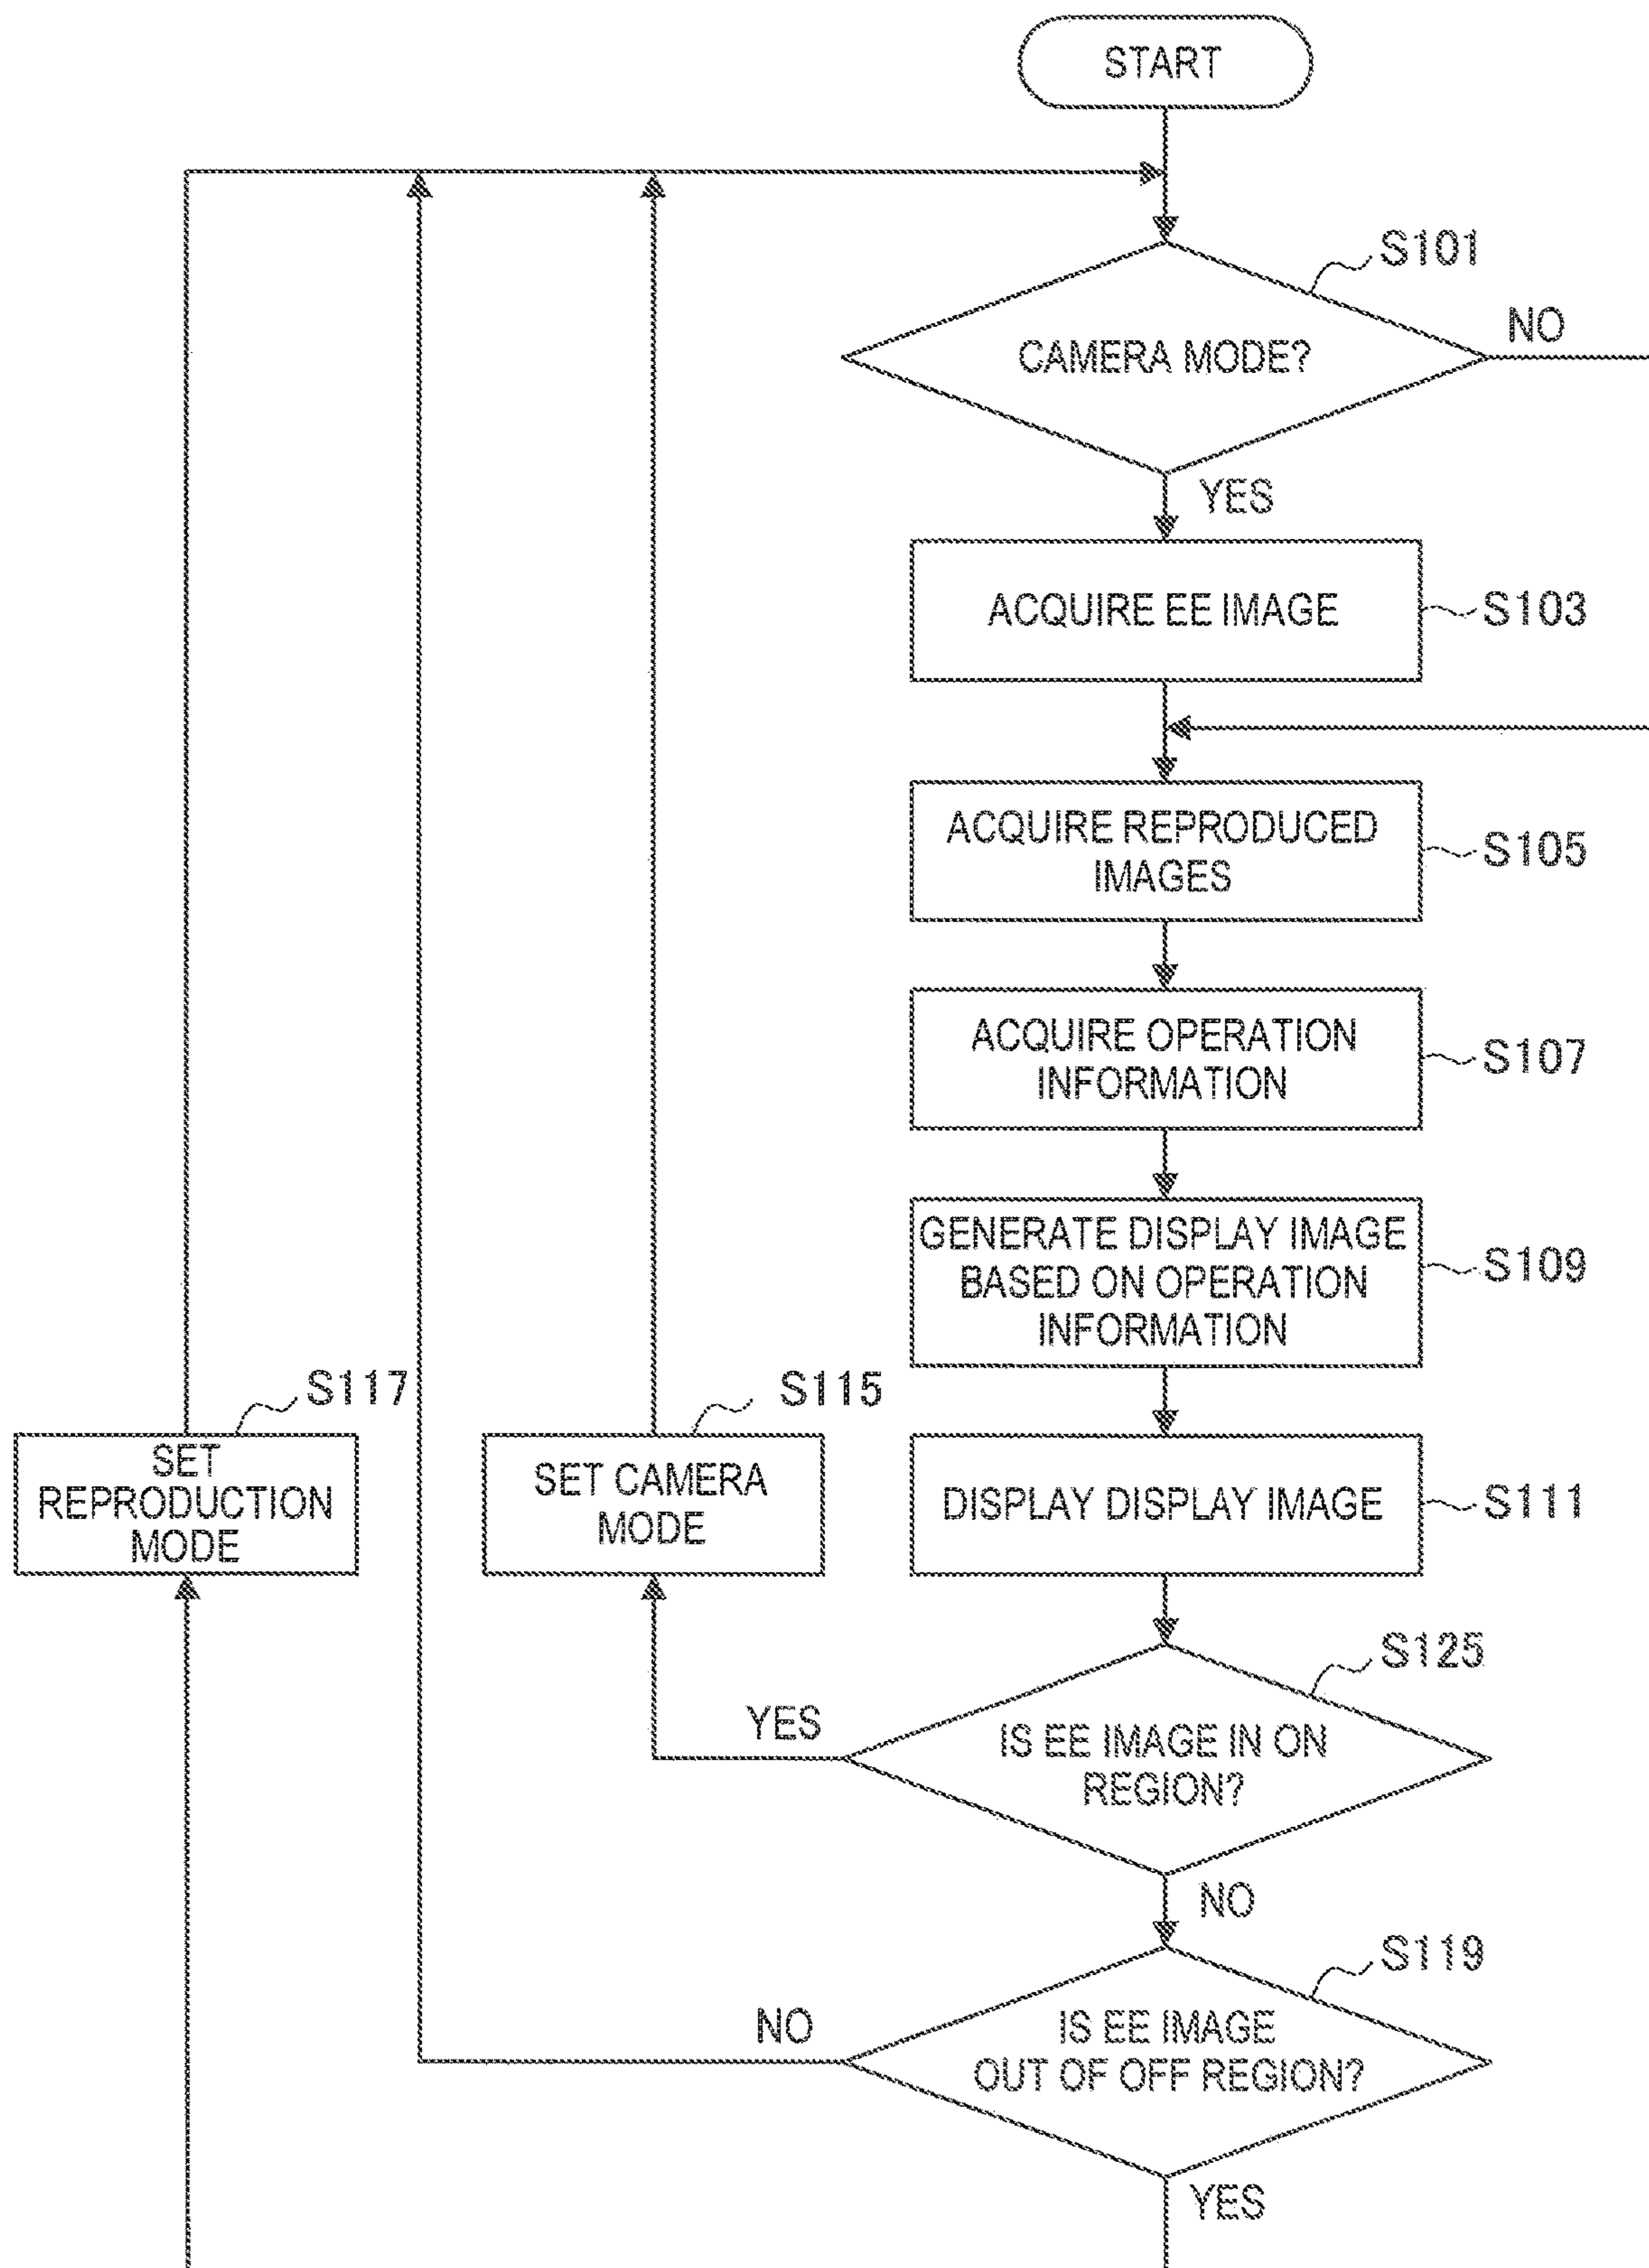 START
S101
CAMERA MODE?
NO
YES
ACQUIRE EE IMAGE
S103
ACQUIRE REPRODUCED
IMAGES
S105
ACQUIRE OPERATION
INFORMATION
S107
GENERATE DISPLAY IMAGE
BASED ON OPERATION
INFORMATION
S109
S117
SET
REPRODUCTION
MODE
S115
SET CAMERA
MODE
DISPLAY DISPLAY IMAGE
S111
S125
YES
IS EE IMAGE IN ON
REGION?
NO
S119
NO
IS EE IMAGE
OUT OF OFF REGION?
YES